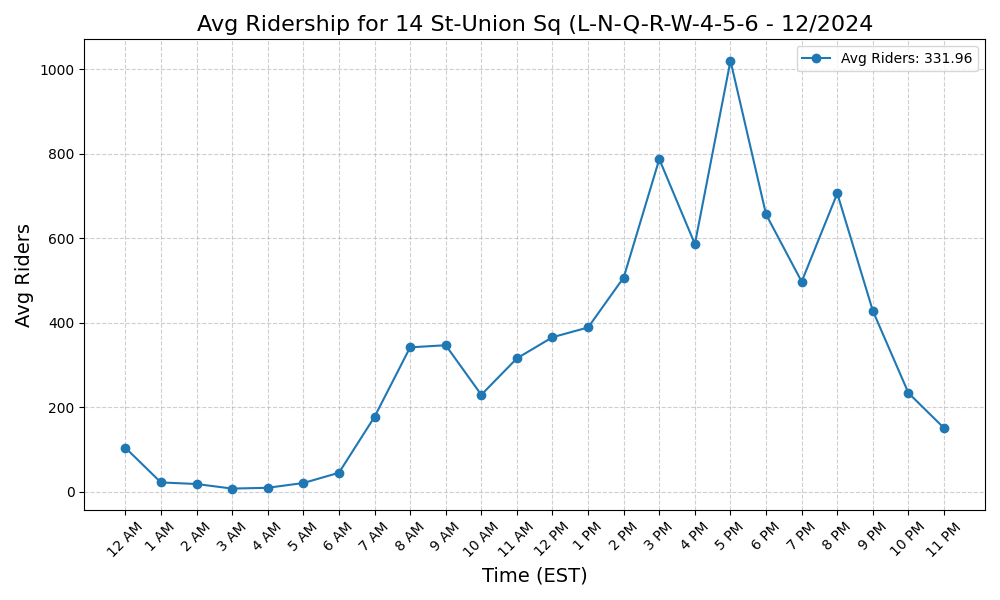 Avg Ridership for 14 St-Union Sq (L-N-Q-R-W-4-5-6 - 12/2024
Avg Riders: 331.96
Avg Riders
1000
800
600
400
200
0
12 AM
1 AM
2 AM
3 AM
4 AM
5 AM
6 AM
7 AM
8 AM
9 AM
10 AM
11 AM
12 PM
1 PM
2 PM
3 PM
4 PM
5 PM
6 PM
7 PM
8 PM
9 PM
10 PM
11 PM
Time (EST)